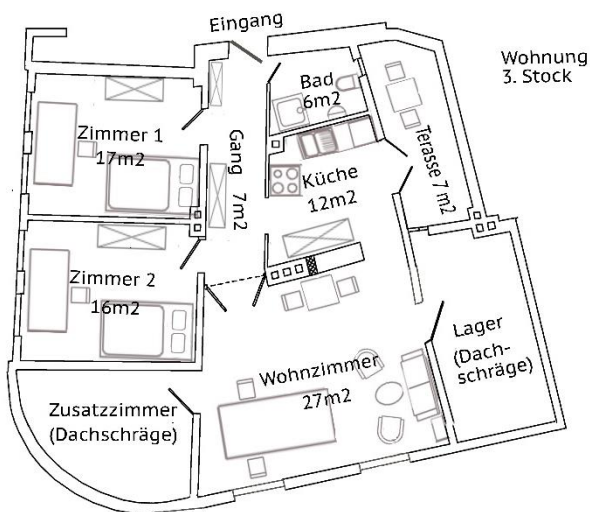 Eingang
Wohnung
3. Stock
Bad
6m2
Zimmer 1
17m2
Gang
7m2
Küche
12m2
Terasse 7 m2
Zimmer 2
16m2
Wohnzimmer
27m2
Lager
(Dach-
schräge)
Zusatzzimmer
(Dachschräge)